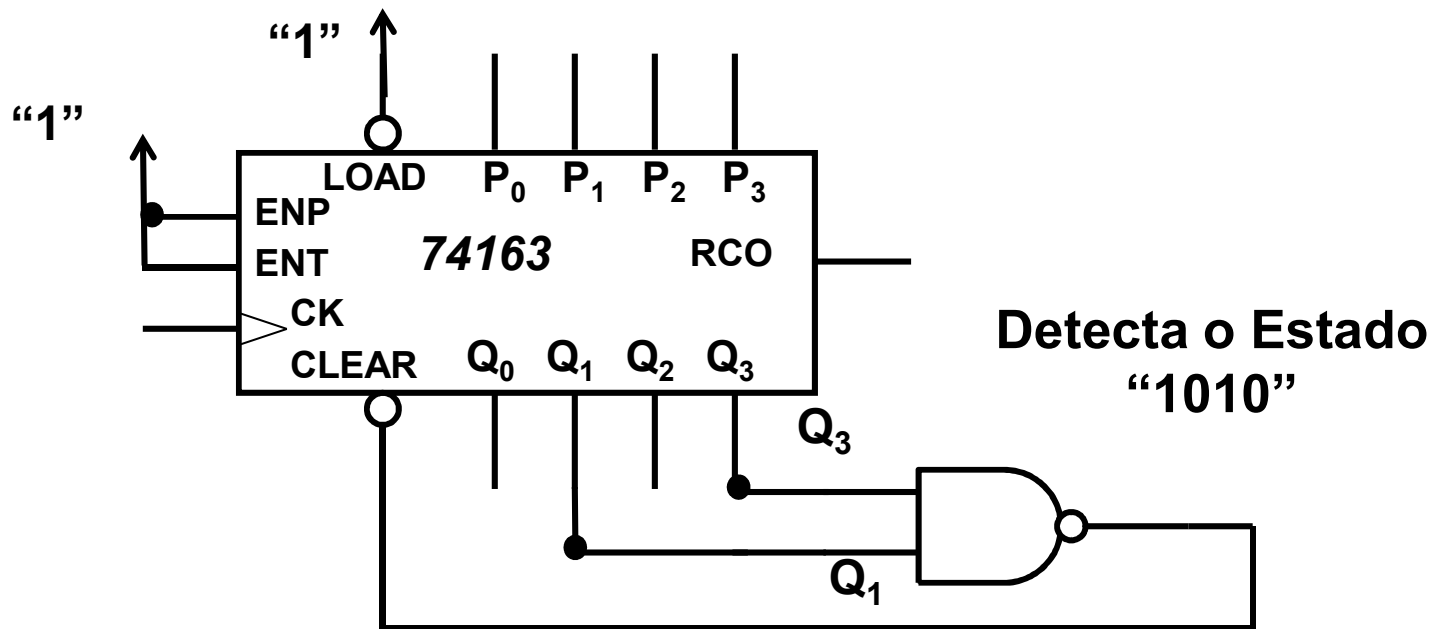 “1”
“1”
LOAD P₀ P₁ P₂ P₃
ENP
74163 RCO
ENT
CK
CLEAR Q₀ Q₁ Q₂ Q₃
Detecta o Estado
“1010”
Q₃
Q₁